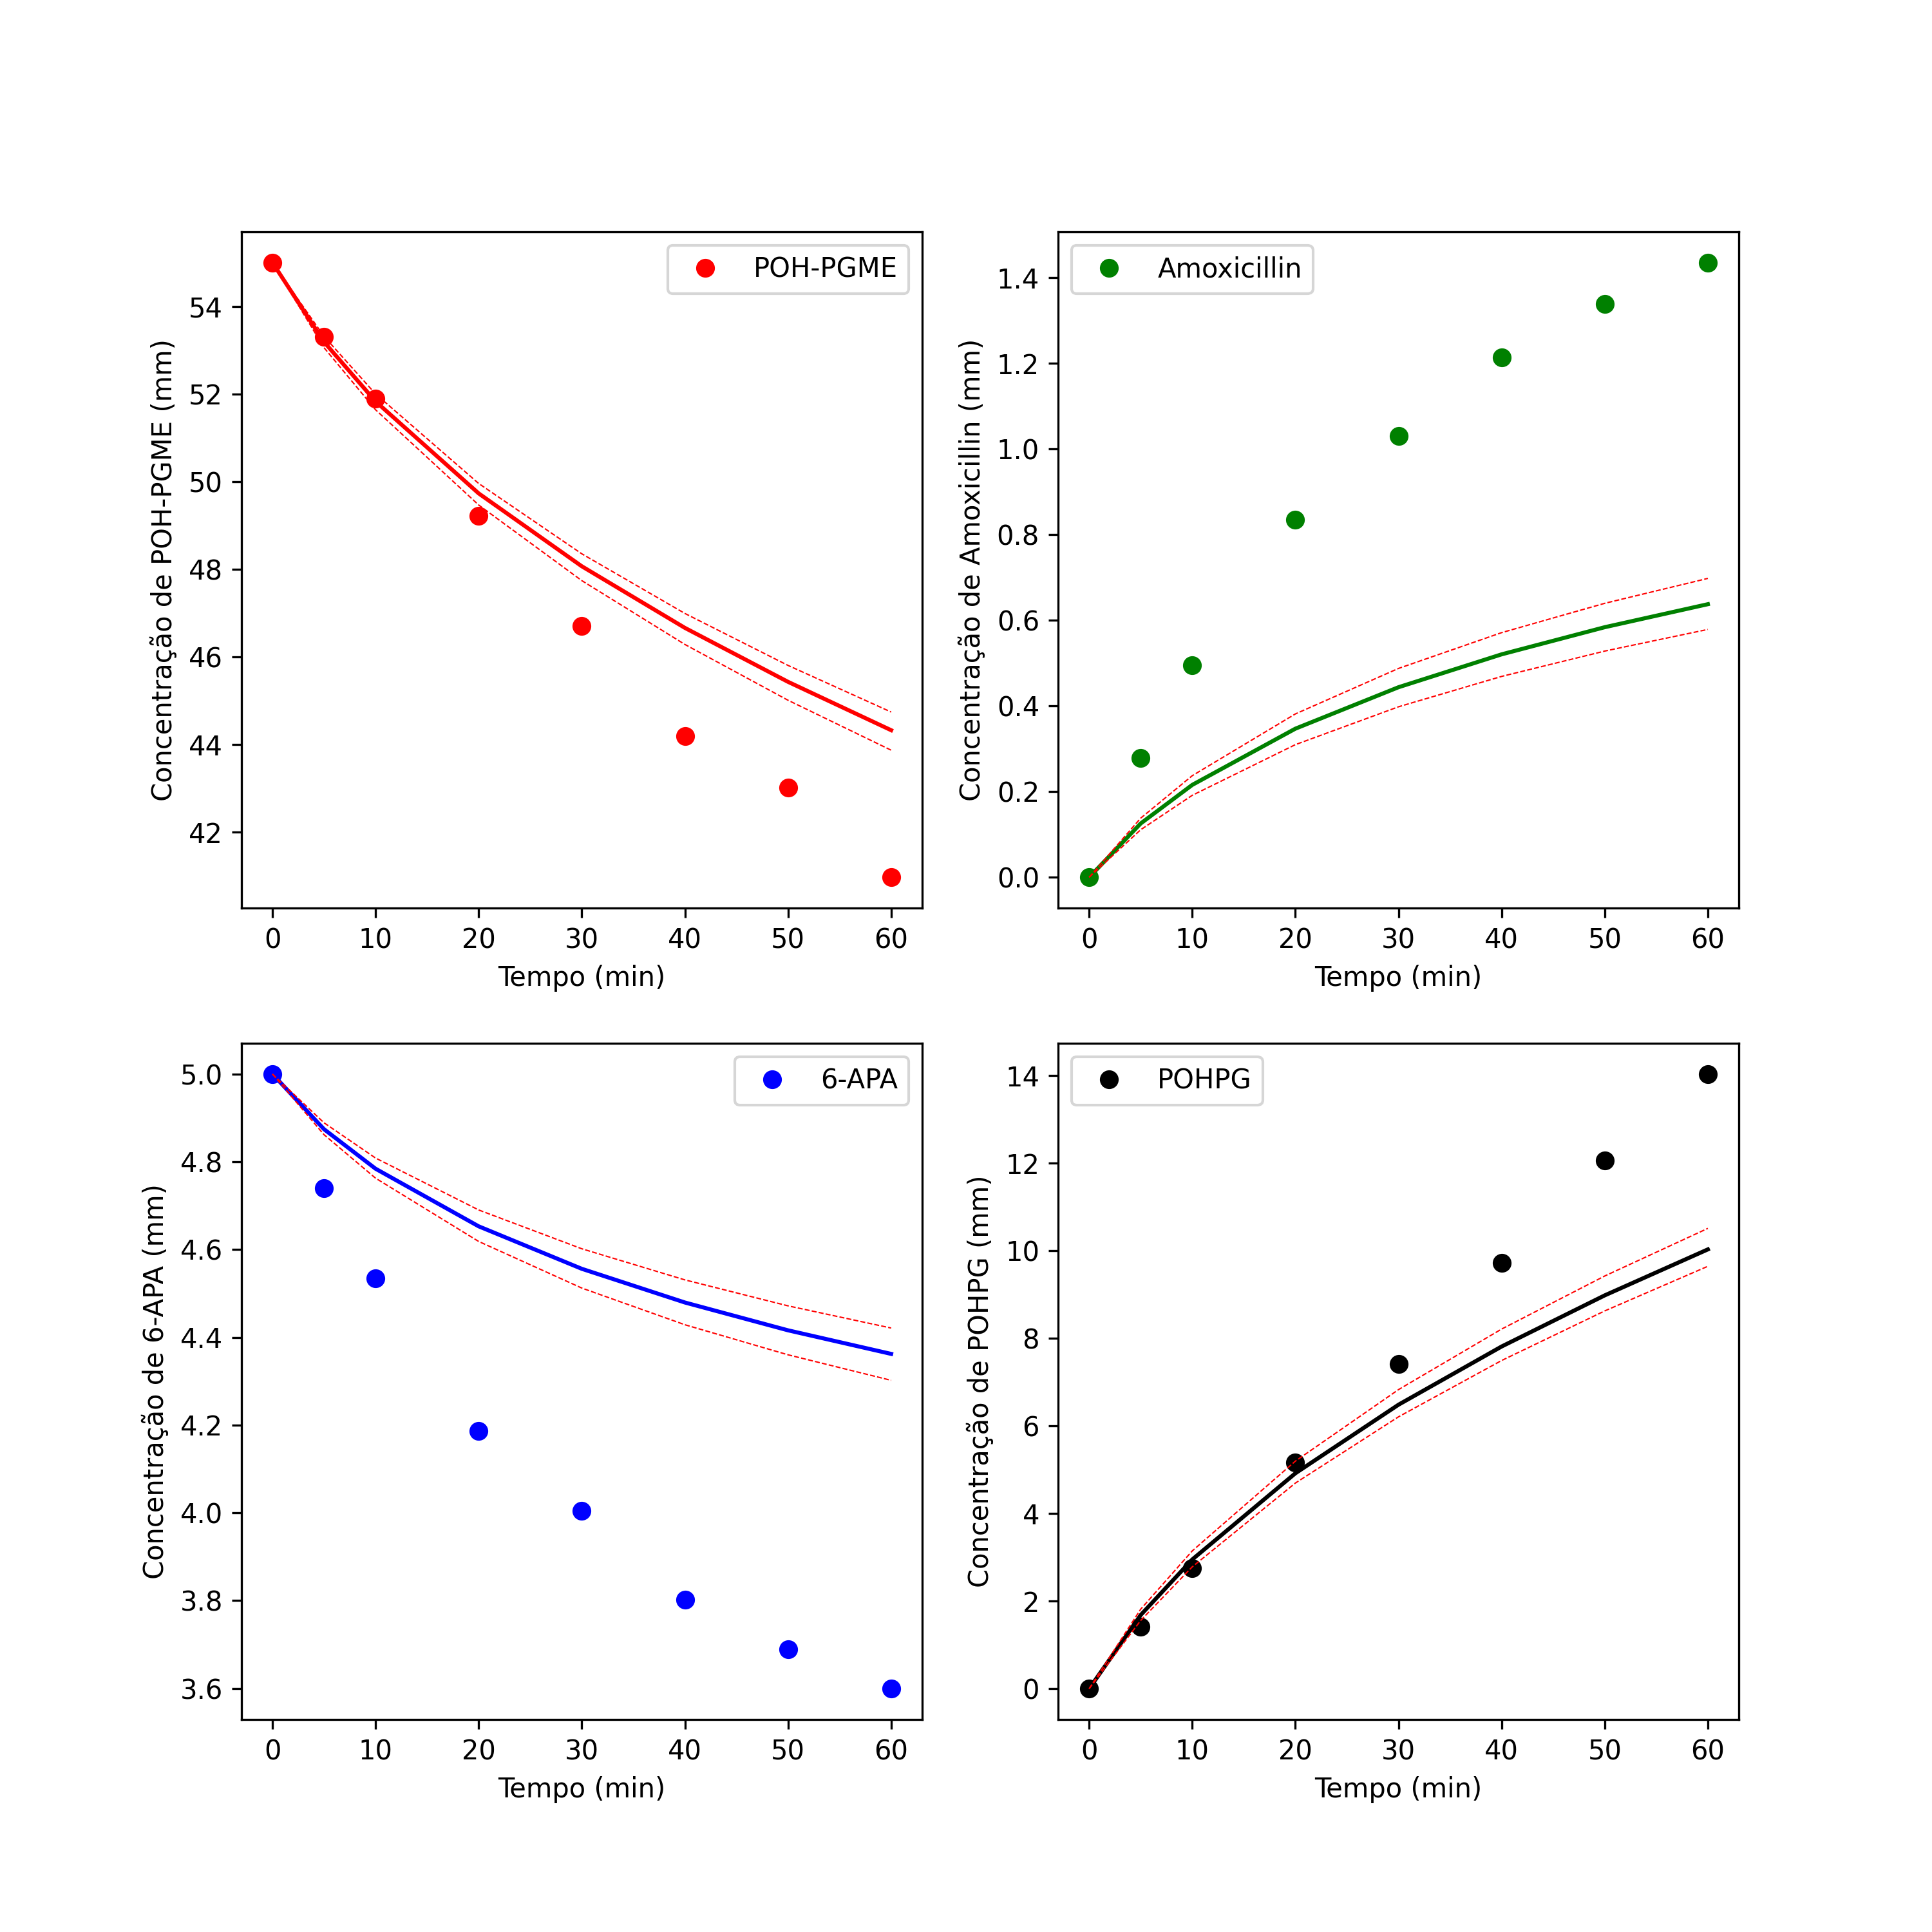 POH-PGME
Concentração de POH-PGME (mm)
54
52
50
48
46
44
42
0 10 20 30 40 50 60
Tempo (min)
Amoxicillin
Concentração de Amoxicillin (mm)
1.4
1.2
1.0
0.8
0.6
0.4
0.2
0.0
0 10 20 30 40 50 60
Tempo (min)
6-APA
Concentração de 6-APA (mm)
5.0
4.8
4.6
4.4
4.2
4.0
3.8
3.6
0 10 20 30 40 50 60
Tempo (min)
POHPG
Concentração de POHPG (mm)
14
12
10
8
6
4
2
0
0 10 20 30 40 50 60
Tempo (min)